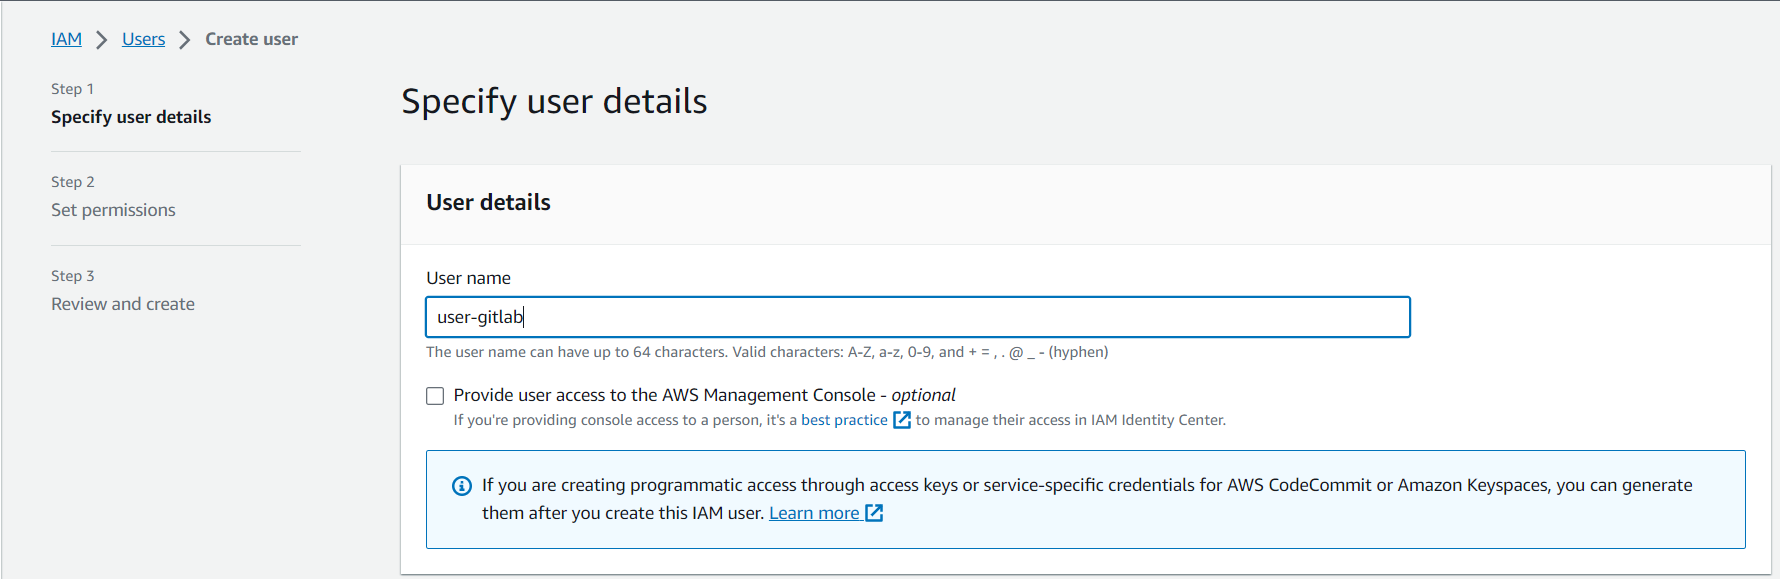 IAM > Users > Create user
Step 1
Specify user details
Step 2
Set permissions
Step 3
Review and create
Specify user details
User details
User name
user-gitlab
The user name can have up to 64 characters. Valid characters: A-Z, a-z, 0-9, and + = , . @ _ - (hyphen)
Provide user access to the AWS Management Console - optional
If you're providing console access to a person, it's a best practice to manage their access in IAM Identity Center.
If you are creating programmatic access through access keys or service-specific credentials for AWS CodeCommit or Amazon Keyspaces, you can generate
them after you create this IAM user. Learn more